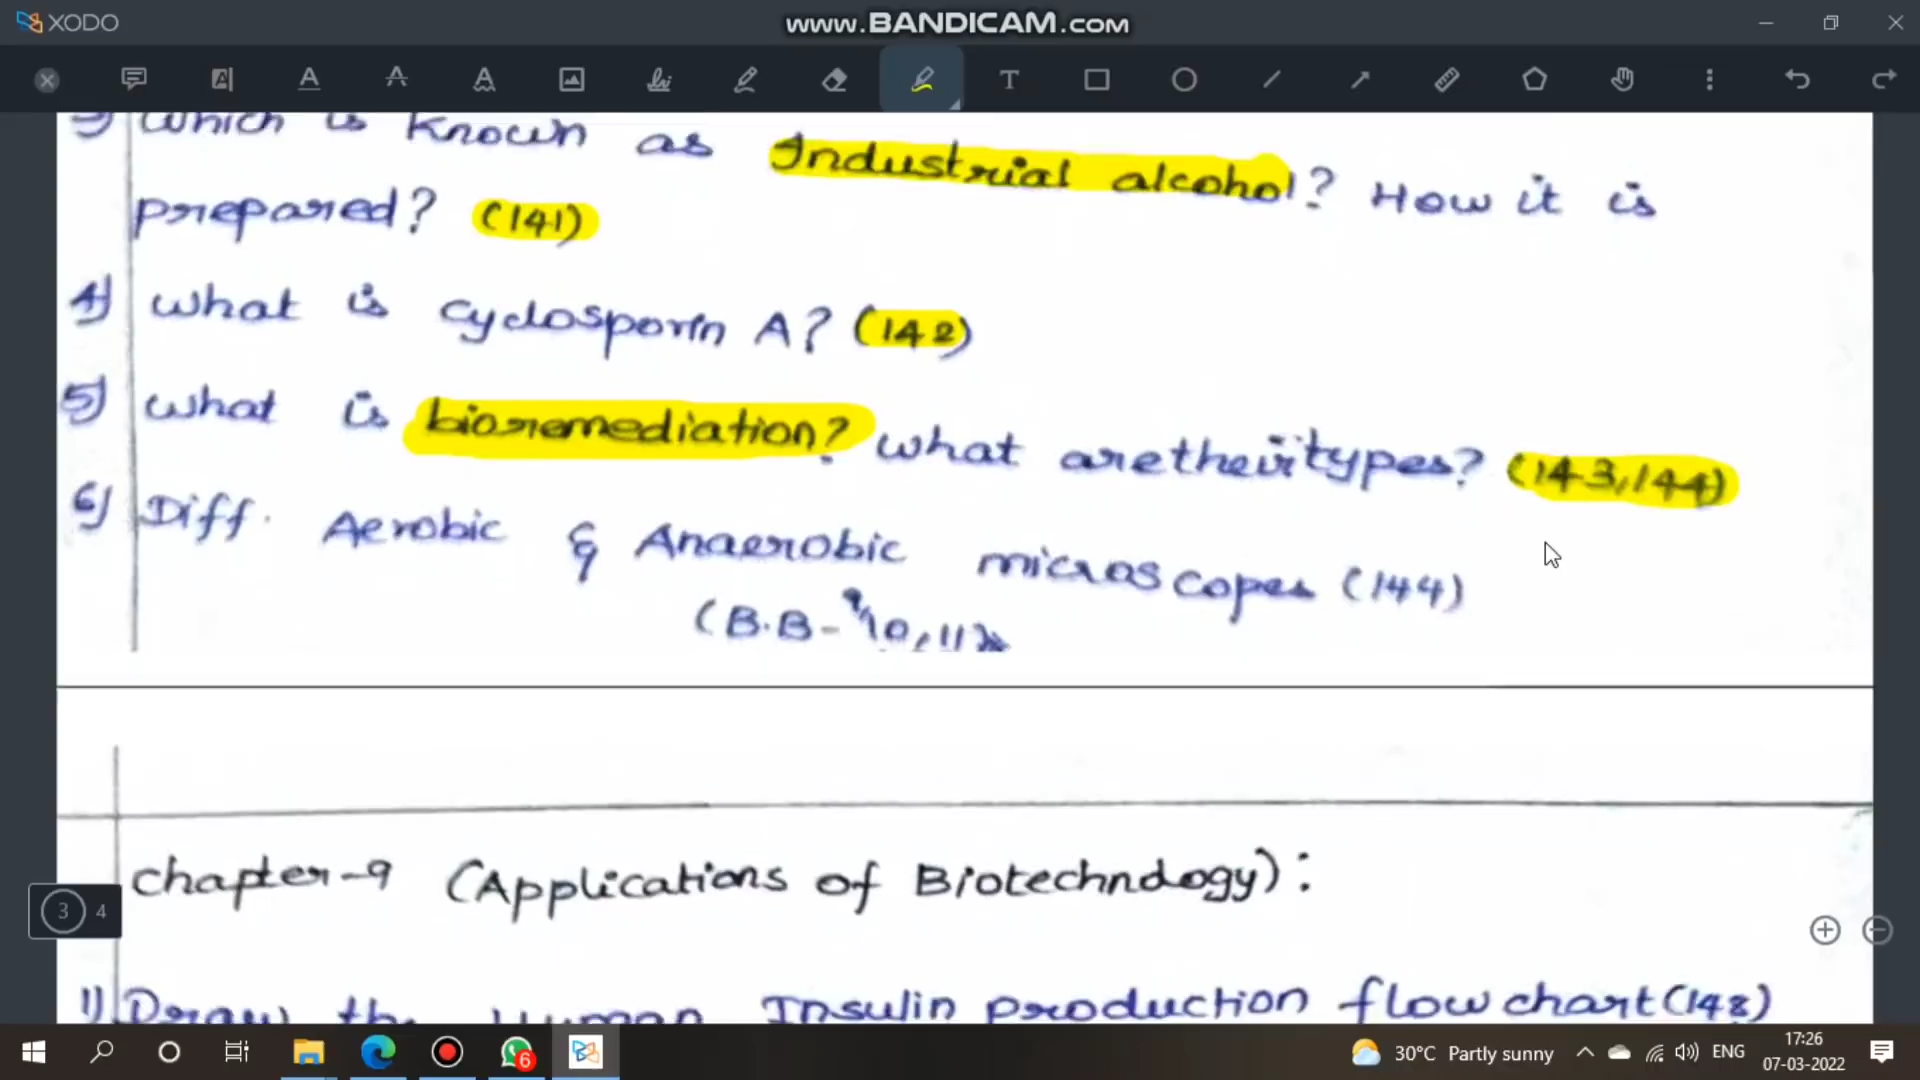 XODO
www.BANDICAM.com
3) Which is Known as Industrial alcohol? How it is
prepared? (141)
4) what is cyclosporin A? (142)
5) what is bioremediation? what are their types? (143,144)
6) Diff. Aerobic & Anaerobic microscopes (144)
(B.B- 9,10,11)
chapter-9 (Applications of Biotechnology):
1) Draw the Human Insulin production flow chart (148)
3 4
6
30°C Partly sunny
ENG
17:26
07-03-2022